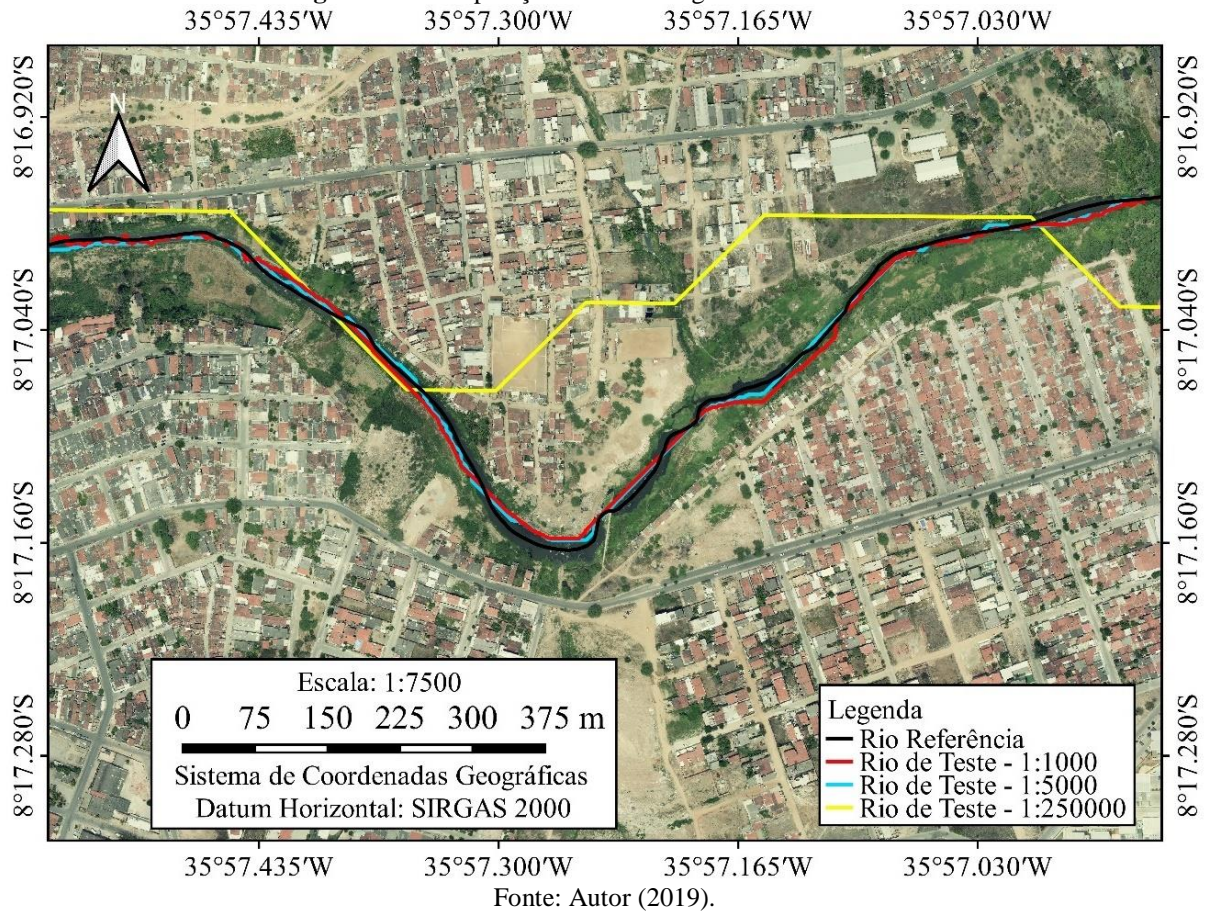 35°57.435'W 35°57.300'W 35°57.165'W 35°57.030'W
8°16.920'S 8°16.920'S
N
8°17.040'S 8°17.040'S
8°17.160'S 8°17.160'S
8°17.280'S 8°17.280'S
Escala: 1:7500
0 75 150 225 300 375 m
Sistema de Coordenadas Geográficas
Datum Horizontal: SIRGAS 2000
Legenda
Rio Referência
Rio de Teste - 1:1000
Rio de Teste - 1:5000
Rio de Teste - 1:250000
35°57.435'W 35°57.300'W 35°57.165'W 35°57.030'W
Fonte: Autor (2019).